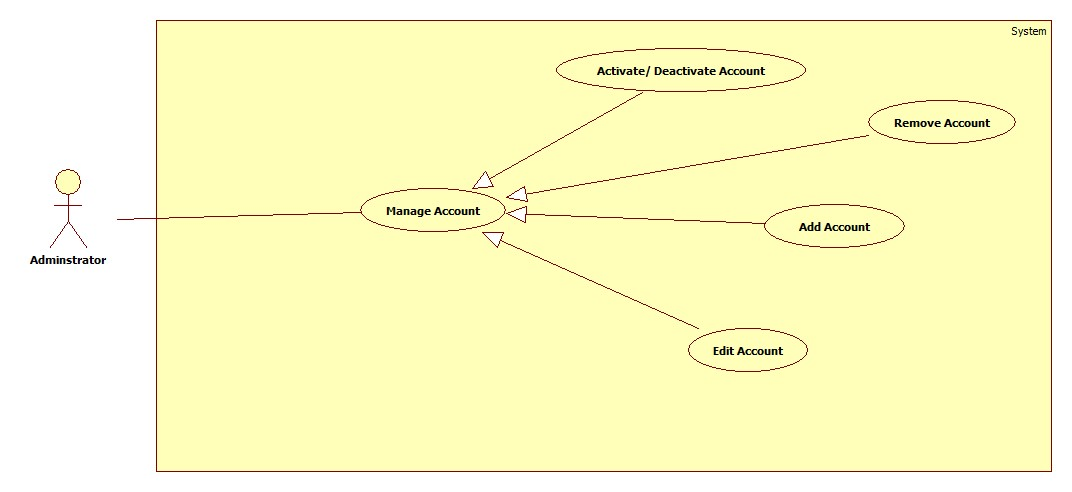 System
Activate/ Deactivate Account
Remove Account
Manage Account
Add Account
Adminstrator
Edit Account